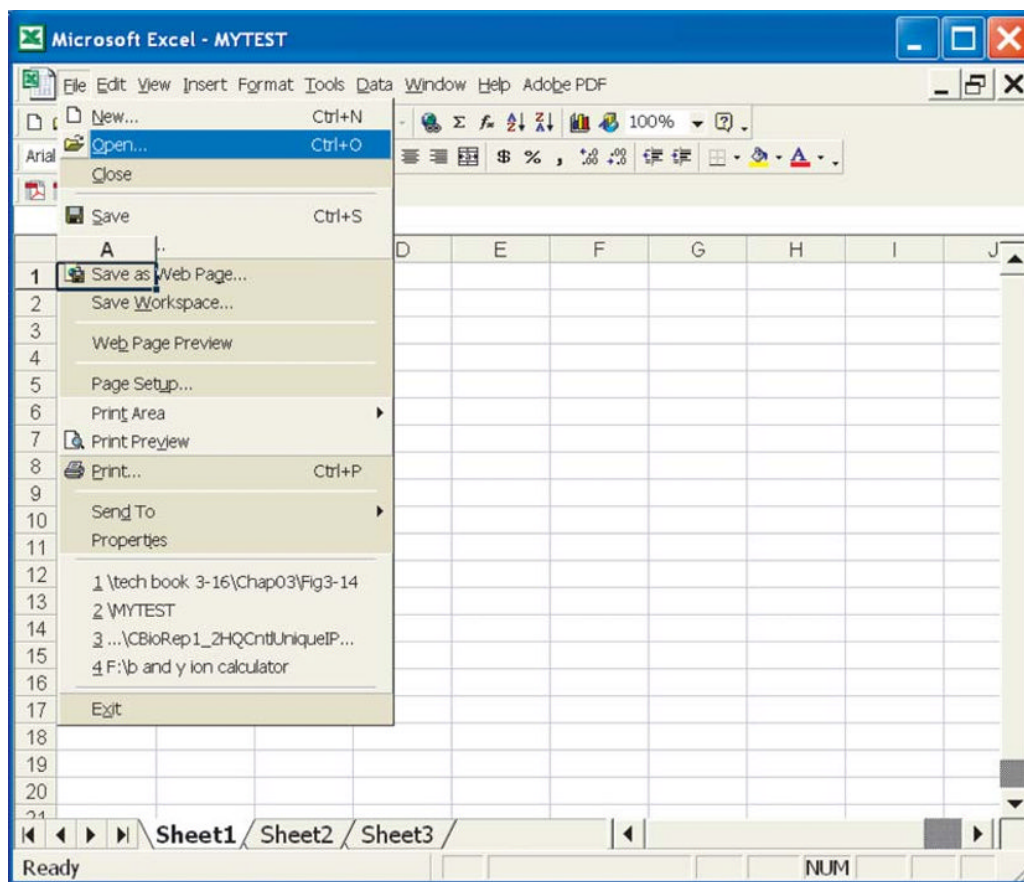 Microsoft Excel - MYTEST
File Edit View Insert Format Tools Data Window Help Adobe PDF
New... Ctrl+N
Σ fx 100%
Open... Ctrl+O
Arial
$ % ,
Close
Save Ctrl+S
A D E F G H I J
1 Save as Web Page...
2 Save Workspace...
3
Web Page Preview
4
5 Page Setup...
6 Print Area
7 Print Preview
8 Print... Ctrl+P
9
10 Send To
11 Properties
12 1 \tech book 3-16\Chap03\Fig3-14
13 2 \MYTEST
14 3 ...\CBioRep1_2HQCntlUniqueIP...
15 4 F:\b and y ion calculator
16
17 Exit
18
19
20
21
Sheet1 Sheet2 Sheet3
Ready NUM